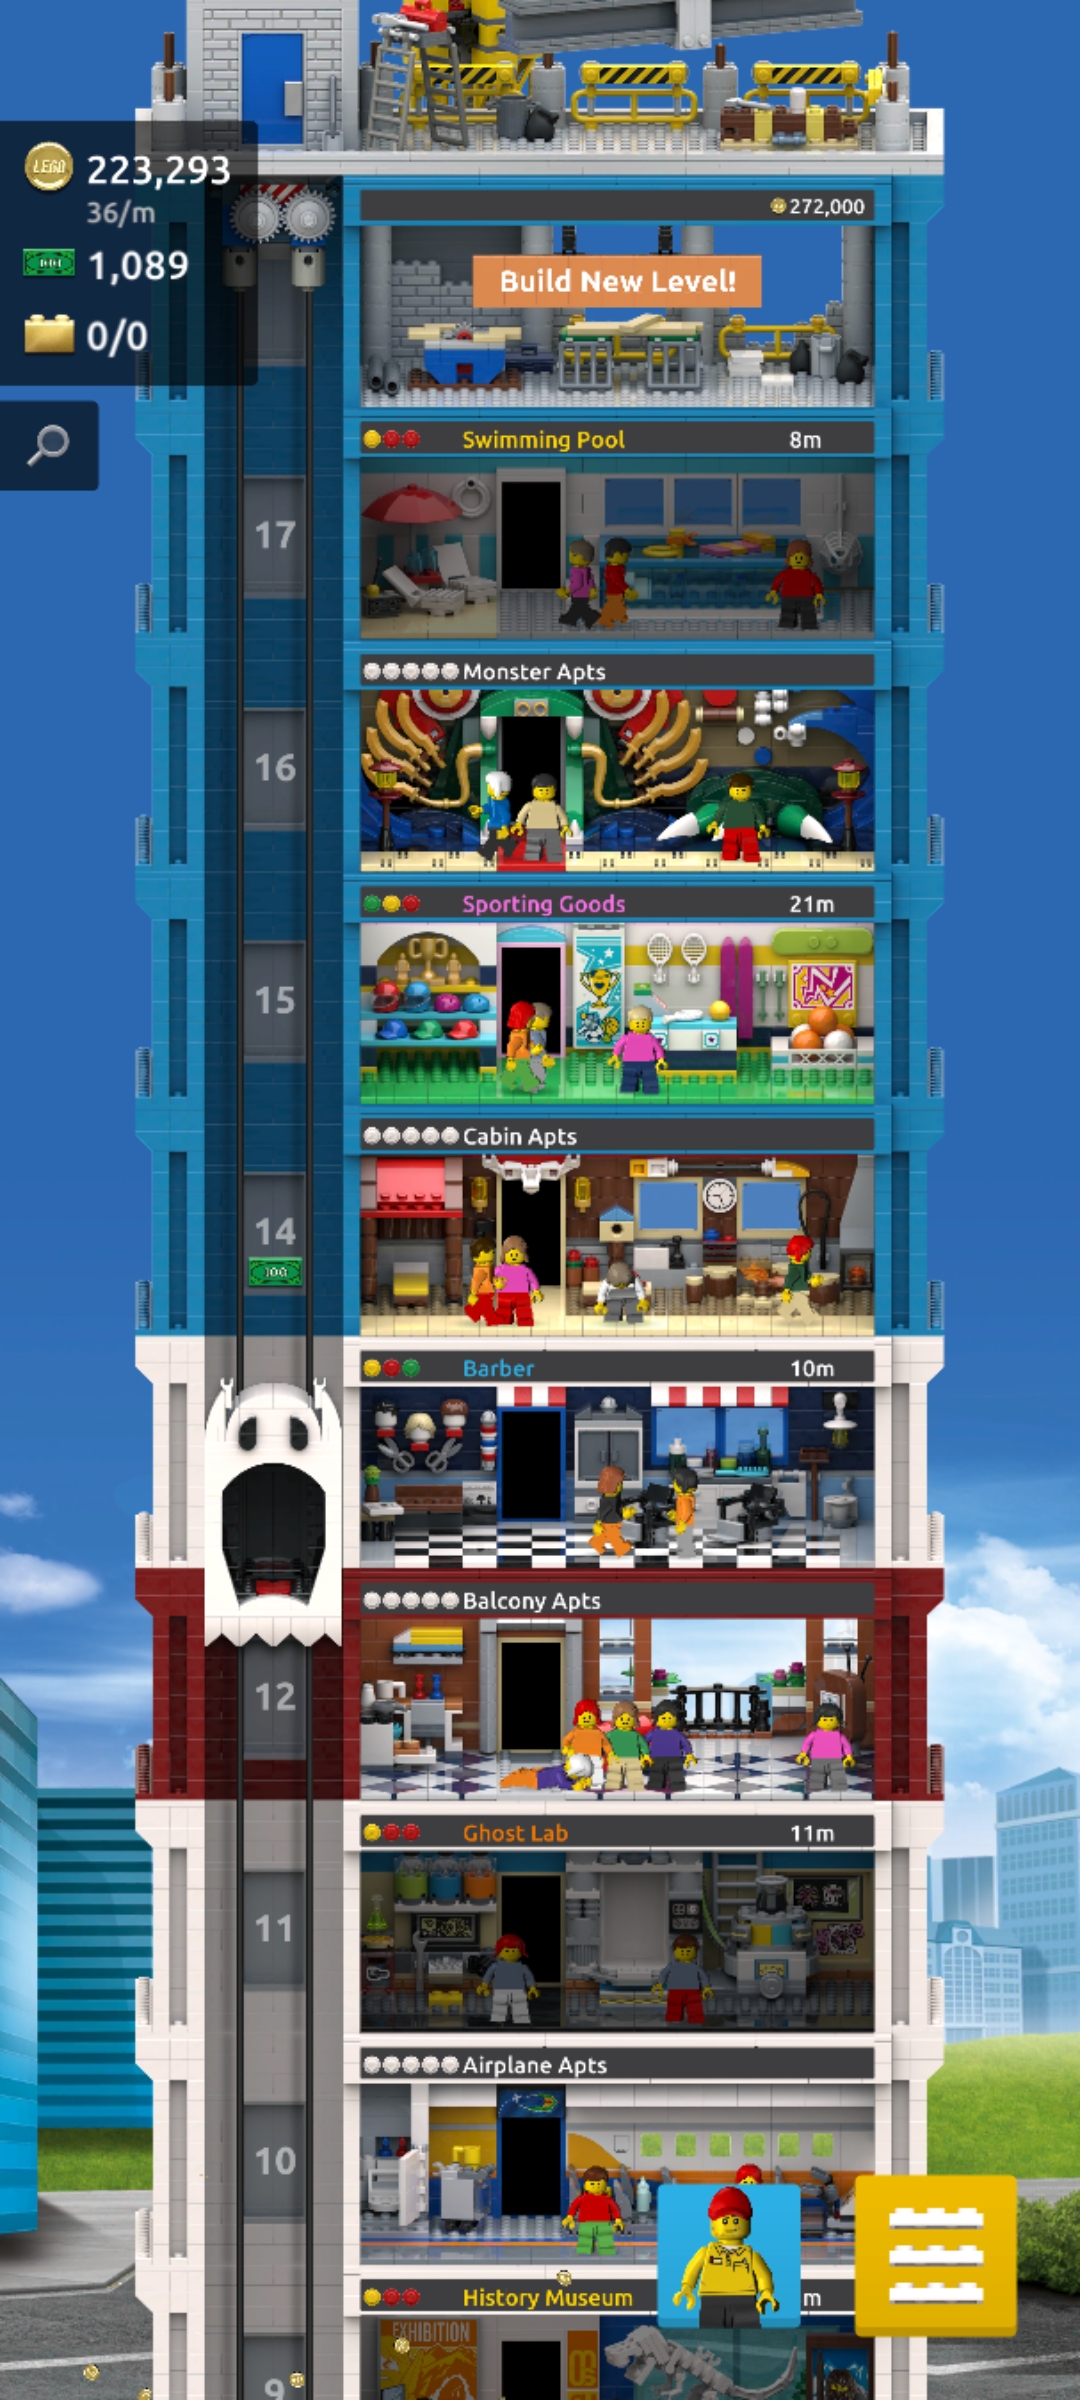 LEGO 223,293
36/m
1,089
0/0
272,000
Build New Level!
Swimming Pool 8m
17
Monster Apts
16
Sporting Goods 21m
15
Cabin Apts
14
100
Barber 10m
Balcony Apts
12
Ghost Lab 11m
11
Airplane Apts
10
History Museum m
EXHIBITION
9